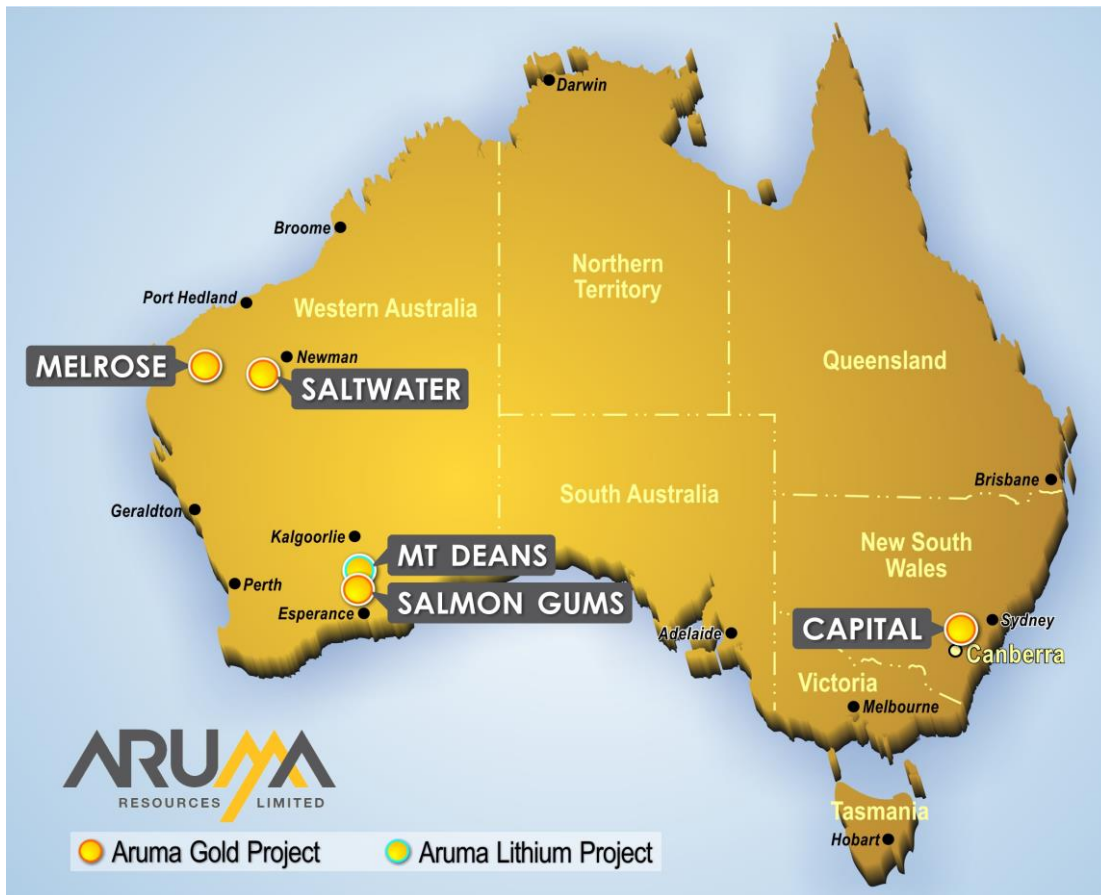 Darwin
Broome
Northern
Territory
Port Hedland
Western Australia
MELROSE
Newman
SALTWATER
Queensland
South Australia
Brisbane
Geraldton
Kalgoorlie
MT DEANS
New South
Wales
Perth
SALMON GUMS
Esperance
CAPITAL
Sydney
Adelaide
Canberra
Victoria
Melbourne
ARUMA
RESOURCES LIMITED
Tasmania
Hobart
Aruma Gold Project
Aruma Lithium Project